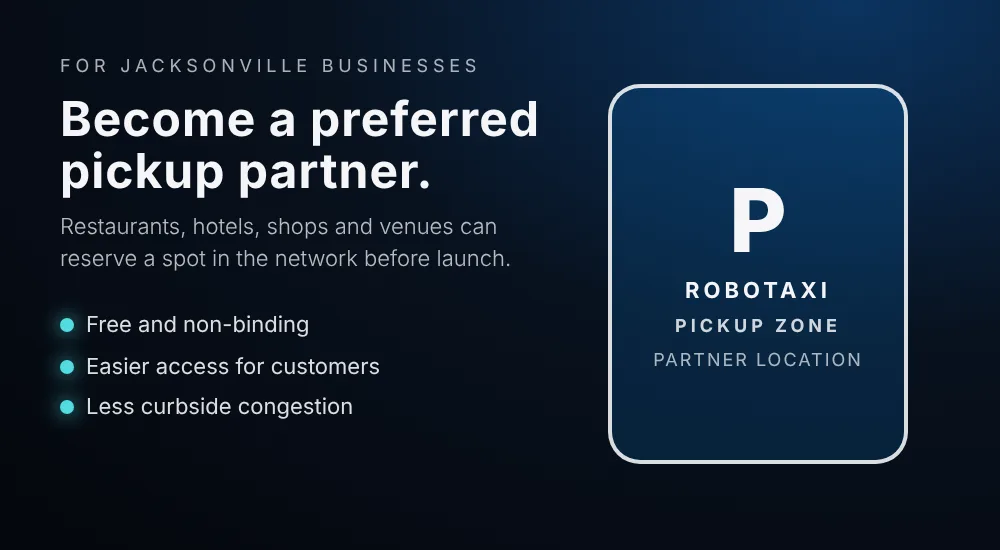 FOR JACKSONVILLE BUSINESSES
Become a preferred
pickup partner.
Restaurants, hotels, shops and venues can
reserve a spot in the network before launch.
Free and non-binding
Easier access for customers
Less curbside congestion
P
ROBOTAXI
PICKUP ZONE
PARTNER LOCATION